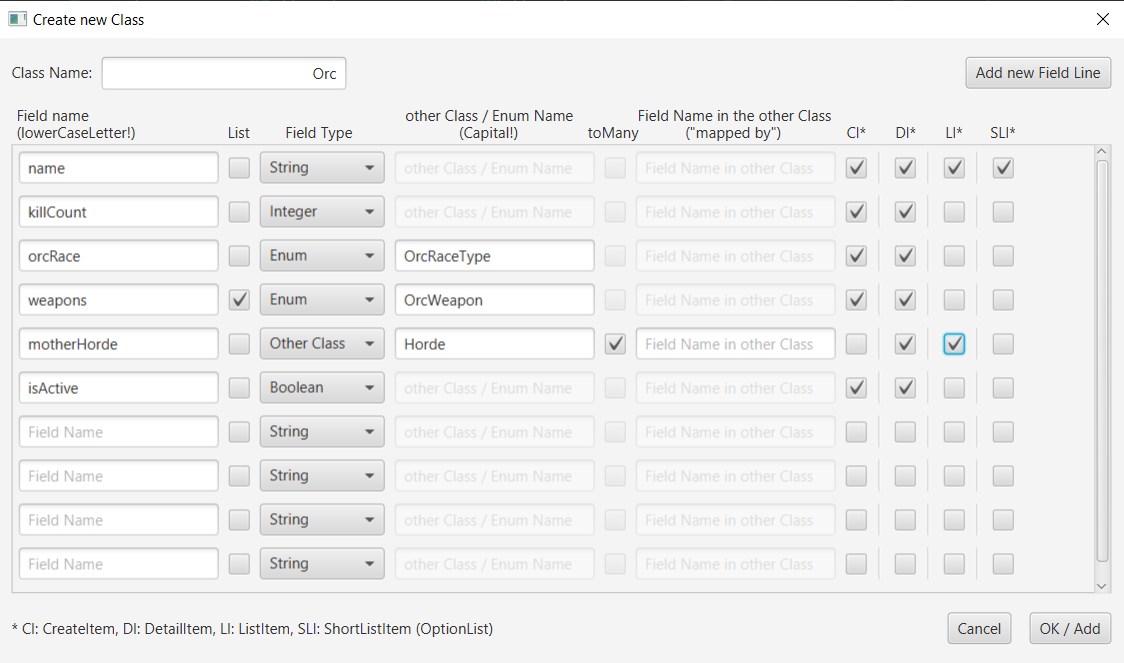 Create new Class
Class Name: Orc Add new Field Line
Field name other Class / Enum Name Field Name in the other Class
(lowerCaseLetter!) List Field Type (Capital!) toMany ("mapped by") CI* DI* LI* SLI*
name String other Class / Enum Name Field Name in other Class
killCount Integer other Class / Enum Name Field Name in other Class
orcRace Enum OrcRaceType Field Name in other Class
weapons Enum OrcWeapon Field Name in other Class
motherHorde Other Class Horde Field Name in other Class
isActive Boolean other Class / Enum Name Field Name in other Class
Field Name String other Class / Enum Name Field Name in other Class
Field Name String other Class / Enum Name Field Name in other Class
Field Name String other Class / Enum Name Field Name in other Class
Field Name String other Class / Enum Name Field Name in other Class
* CI: CreateItem, DI: DetailItem, LI: ListItem, SLI: ShortListItem (OptionList) Cancel OK / Add